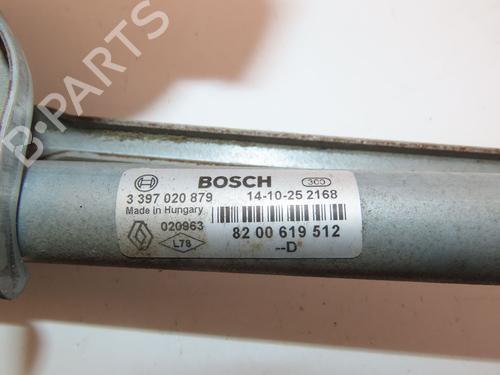 B-PARTS
BOSCH
3CD
3 397 020 879 14-10-25 2168
Made in Hungary
020963
L78
82 00 619 512
--D